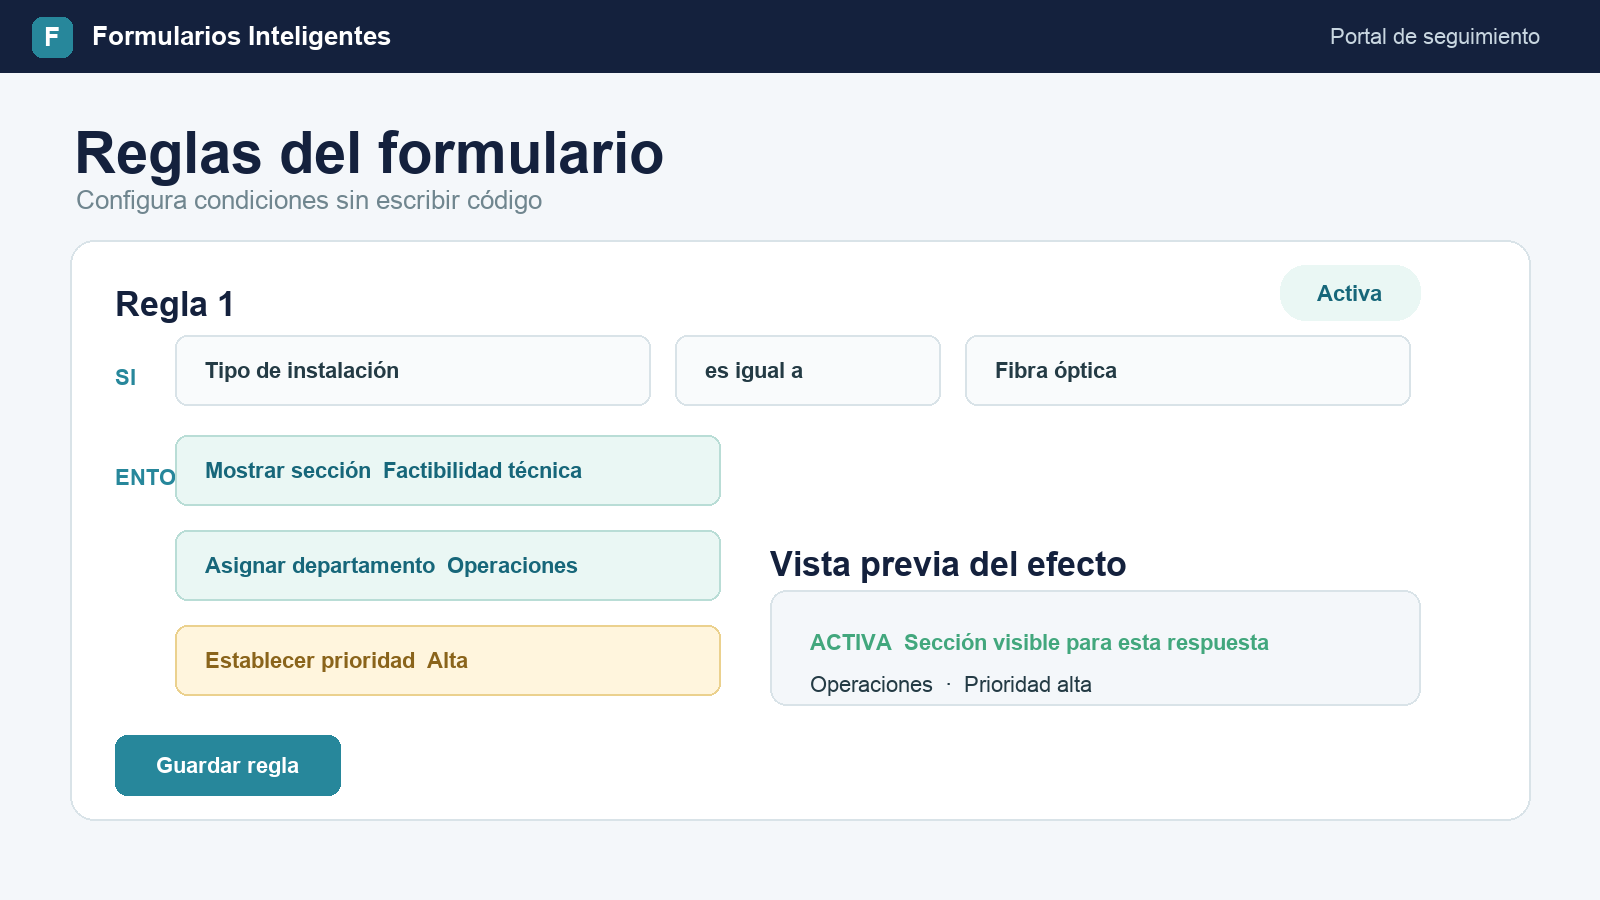 F Formularios Inteligentes Portal de seguimiento
Reglas del formulario
Configura condiciones sin escribir código
Regla 1 Activa
SI Tipo de instalación es igual a Fibra óptica
ENTO Mostrar sección Factibilidad técnica
Asignar departamento Operaciones
Vista previa del efecto
ACTIVA Sección visible para esta respuesta
Establecer prioridad Alta
Operaciones · Prioridad alta
Guardar regla